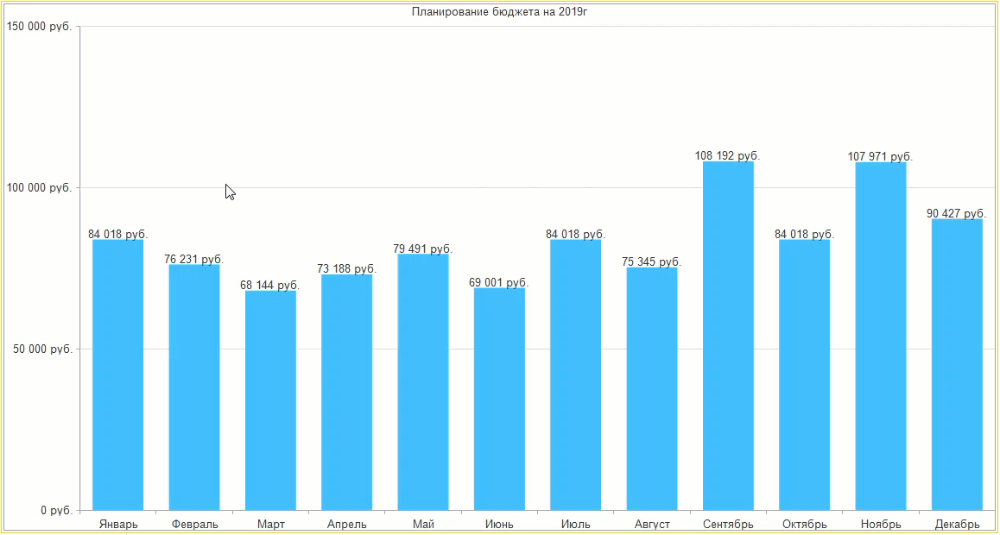 Планирование бюджета на 2019г
150 000 руб.
100 000 руб.
50 000 руб.
0 руб.
84 018 руб.
76 231 руб.
68 144 руб.
73 188 руб.
79 491 руб.
69 001 руб.
84 018 руб.
75 345 руб.
108 192 руб.
84 018 руб.
107 971 руб.
90 427 руб.
Январь Февраль Март Апрель Май Июнь Июль Август Сентябрь Октябрь Ноябрь Декабрь